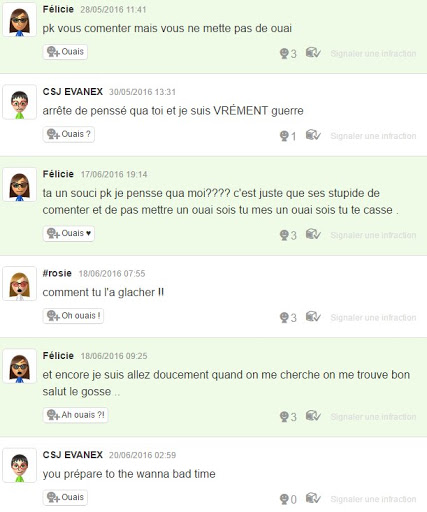 Félicie 28/05/2016 11:41
pk vous comenter mais vous ne mette pas de ouai
Ouais 3 Signaler une infraction
CSJ EVANEX 30/05/2016 13:31
arrête de penssé qua toi et je suis VRÉMENT guerre
Ouais ? 1 Signaler une infraction
Félicie 17/06/2016 19:14
ta un souci pk je pensse qua moi???? c'est juste que ses stupide de
comenter et de pas mettre un ouai sois tu mes un ouai sois tu te casse .
Ouais ♥ 3 Signaler une infraction
#rosie 18/06/2016 07:55
comment tu l'a glacher !!
Oh ouais ! 3 Signaler une infraction
Félicie 18/06/2016 09:25
et encore je suis allez doucement quand on me cherche on me trouve bon
salut le gosse ..
Ah ouais ?! 3 Signaler une infraction
CSJ EVANEX 20/06/2016 02:59
you prépare to the wanna bad time
Ouais 0 Signaler une infraction